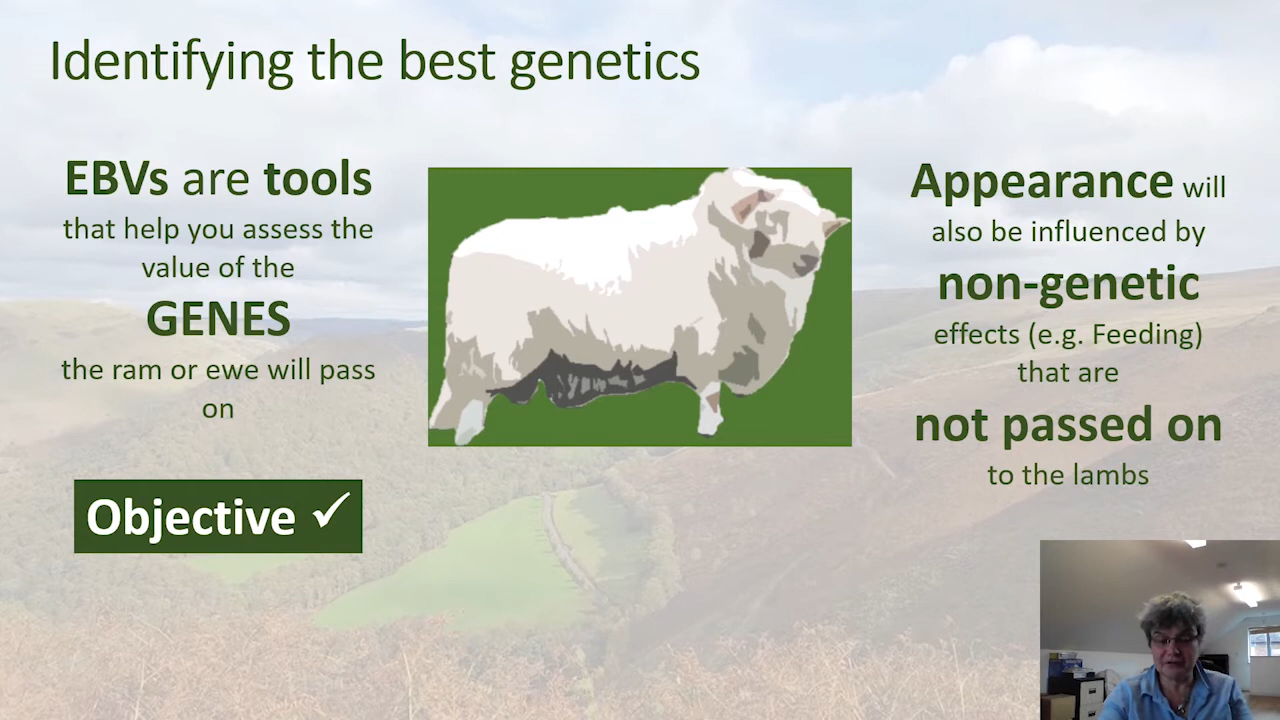 Identifying the best genetics
EBVs are tools
that help you assess the
value of the
GENES
the ram or ewe will pass
on
Objective ✓
Appearance will
also be influenced by
non-genetic
effects (e.g. Feeding)
that are
not passed on
to the lambs